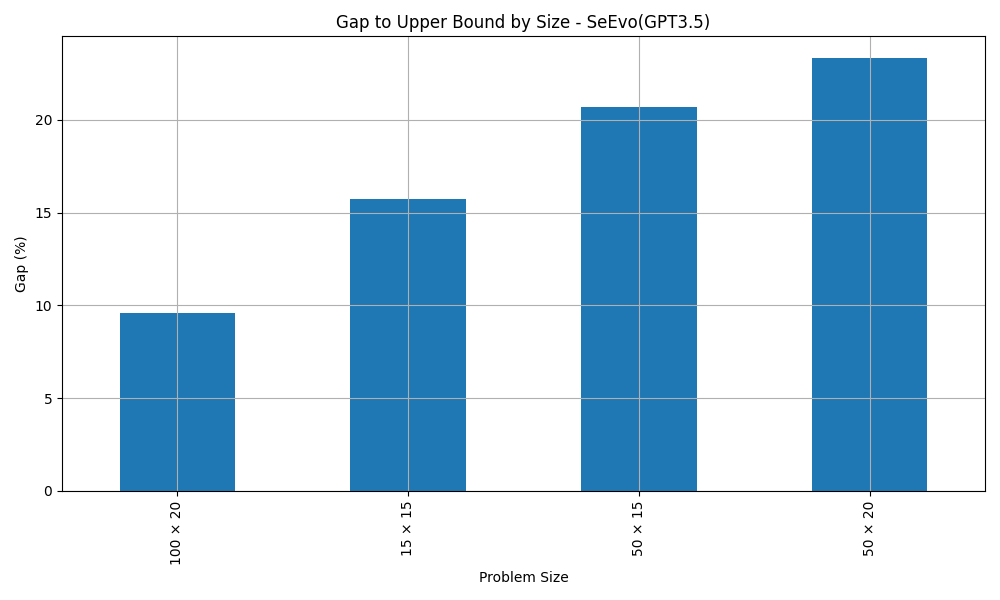 Gap to Upper Bound by Size - SeEvo(GPT3.5)
Gap (%)
20
15
10
5
0
100 × 20
15 × 15
50 × 15
50 × 20
Problem Size